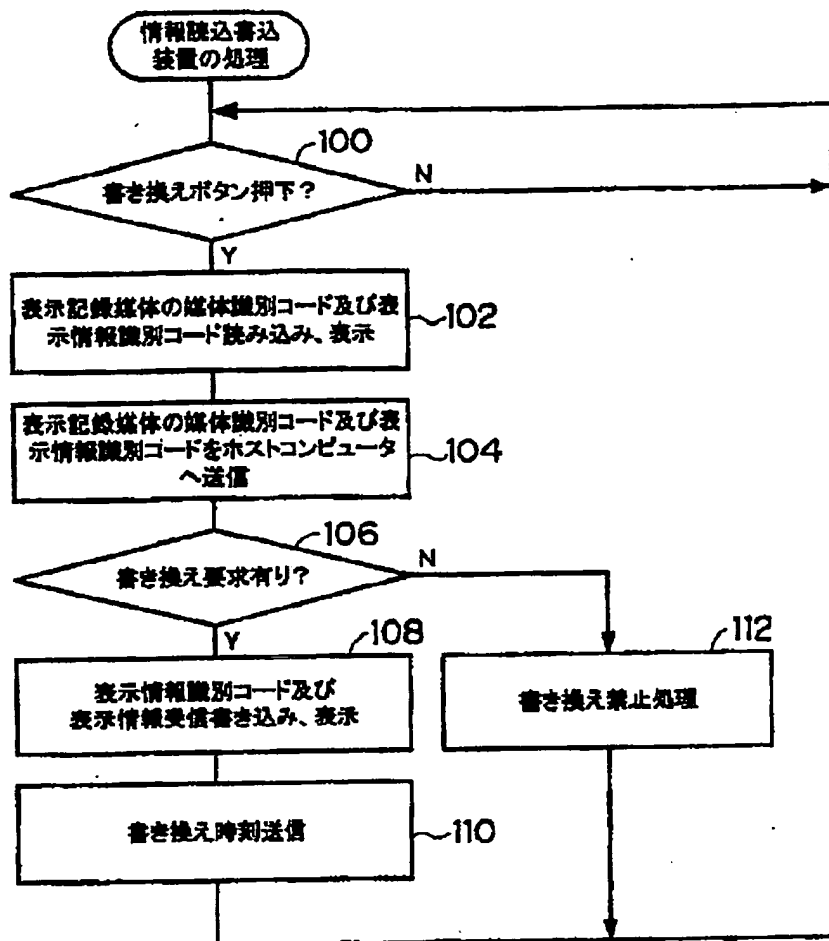 情報読込書込
装置の処理
100
書き換えボタン押下?
N
Y
表示記録媒体の媒体識別コード及び表
示情報識別コード読み込み、表示
102
表示記録媒体の媒体識別コード及び表
示情報識別コードをホストコンピュータ
へ送信
104
106
書き換え要求有り?
N
Y
108
表示情報識別コード及び
表示情報受信書き込み、表示
112
書き換え禁止処理
書き換え時刻送信
110